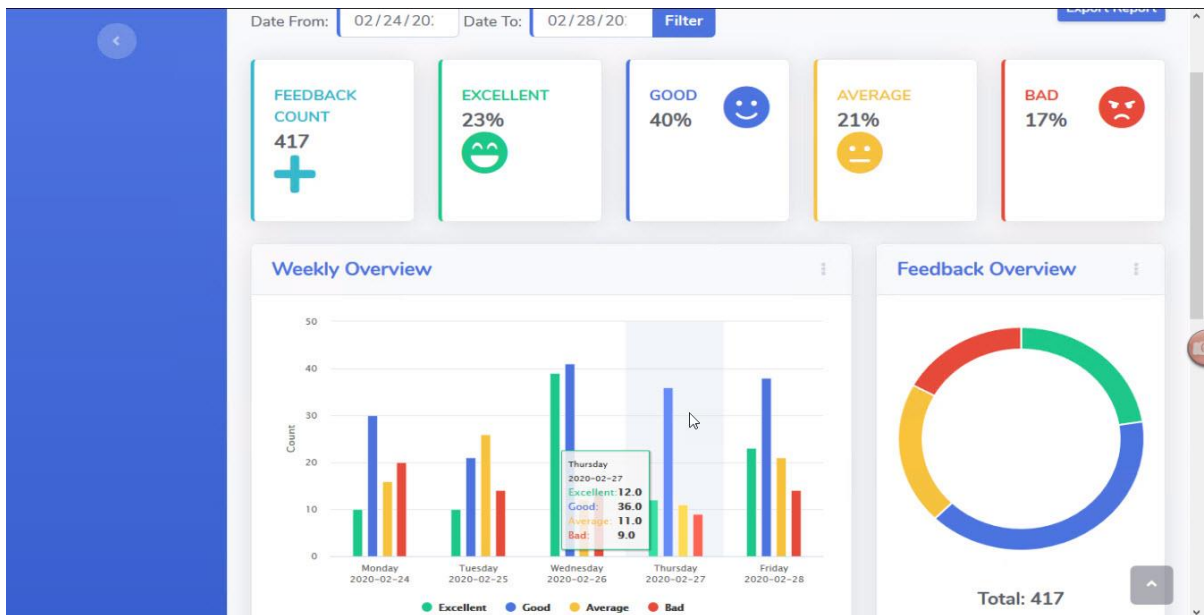 Date From: 02/24/202 Date To: 02/28/20 Filter
Export Report
FEEDBACK
COUNT
417
EXCELLENT
23%
GOOD
40%
AVERAGE
21%
BAD
17%
Weekly Overview
50
40
30
20
10
0
Count
Thursday
2020-02-27
Excellent: 12.0
Good: 36.0
Average: 11.0
Bad: 9.0
Monday
2020-02-24
Tuesday
2020-02-25
Wednesday
2020-02-26
Thursday
2020-02-27
Friday
2020-02-28
Excellent Good Average Bad
Feedback Overview
Total: 417